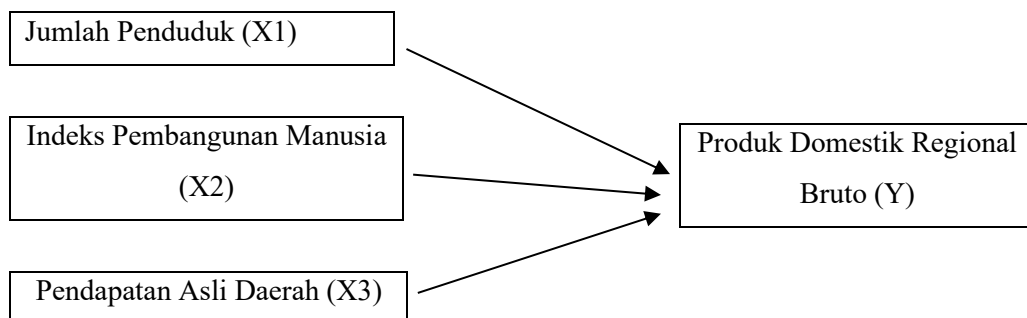 Jumlah Penduduk (X1)
Indeks Pembangunan Manusia
(X2)
Pendapatan Asli Daerah (X3)
Produk Domestik Regional
Bruto (Y)